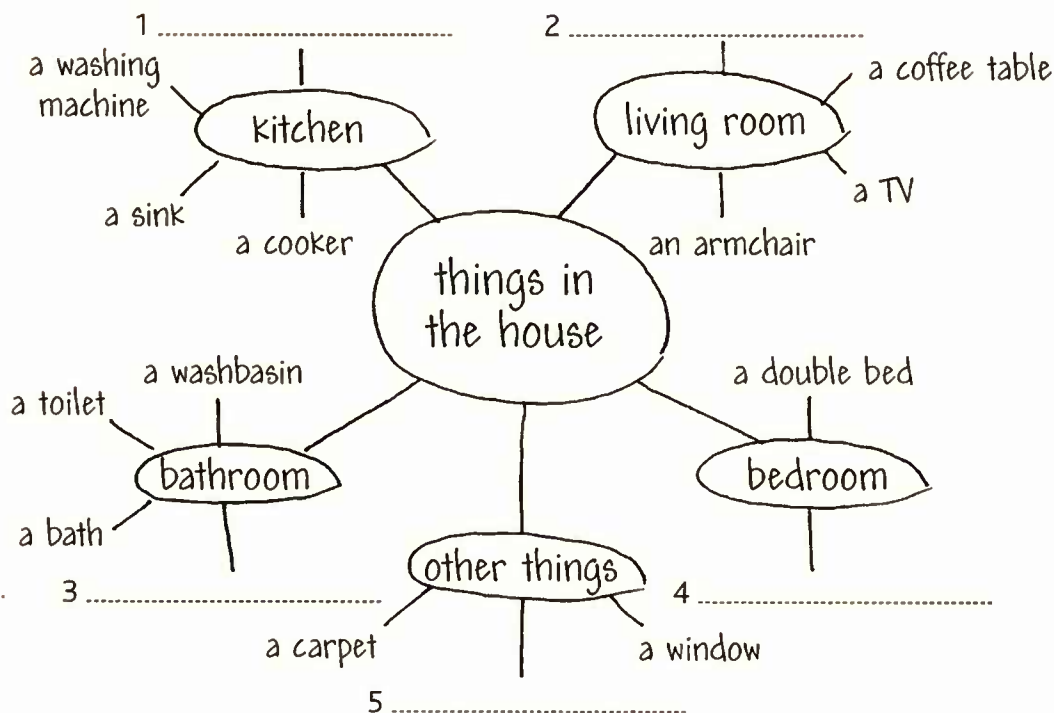 1
2
a washing
machine
kitchen
a sink
a cooker
living room
a coffee table
a TV
an armchair
things in
the house
a washbasin
a toilet
bathroom
a bath
3
a double bed
bedroom
4
other things
a carpet
a window
5